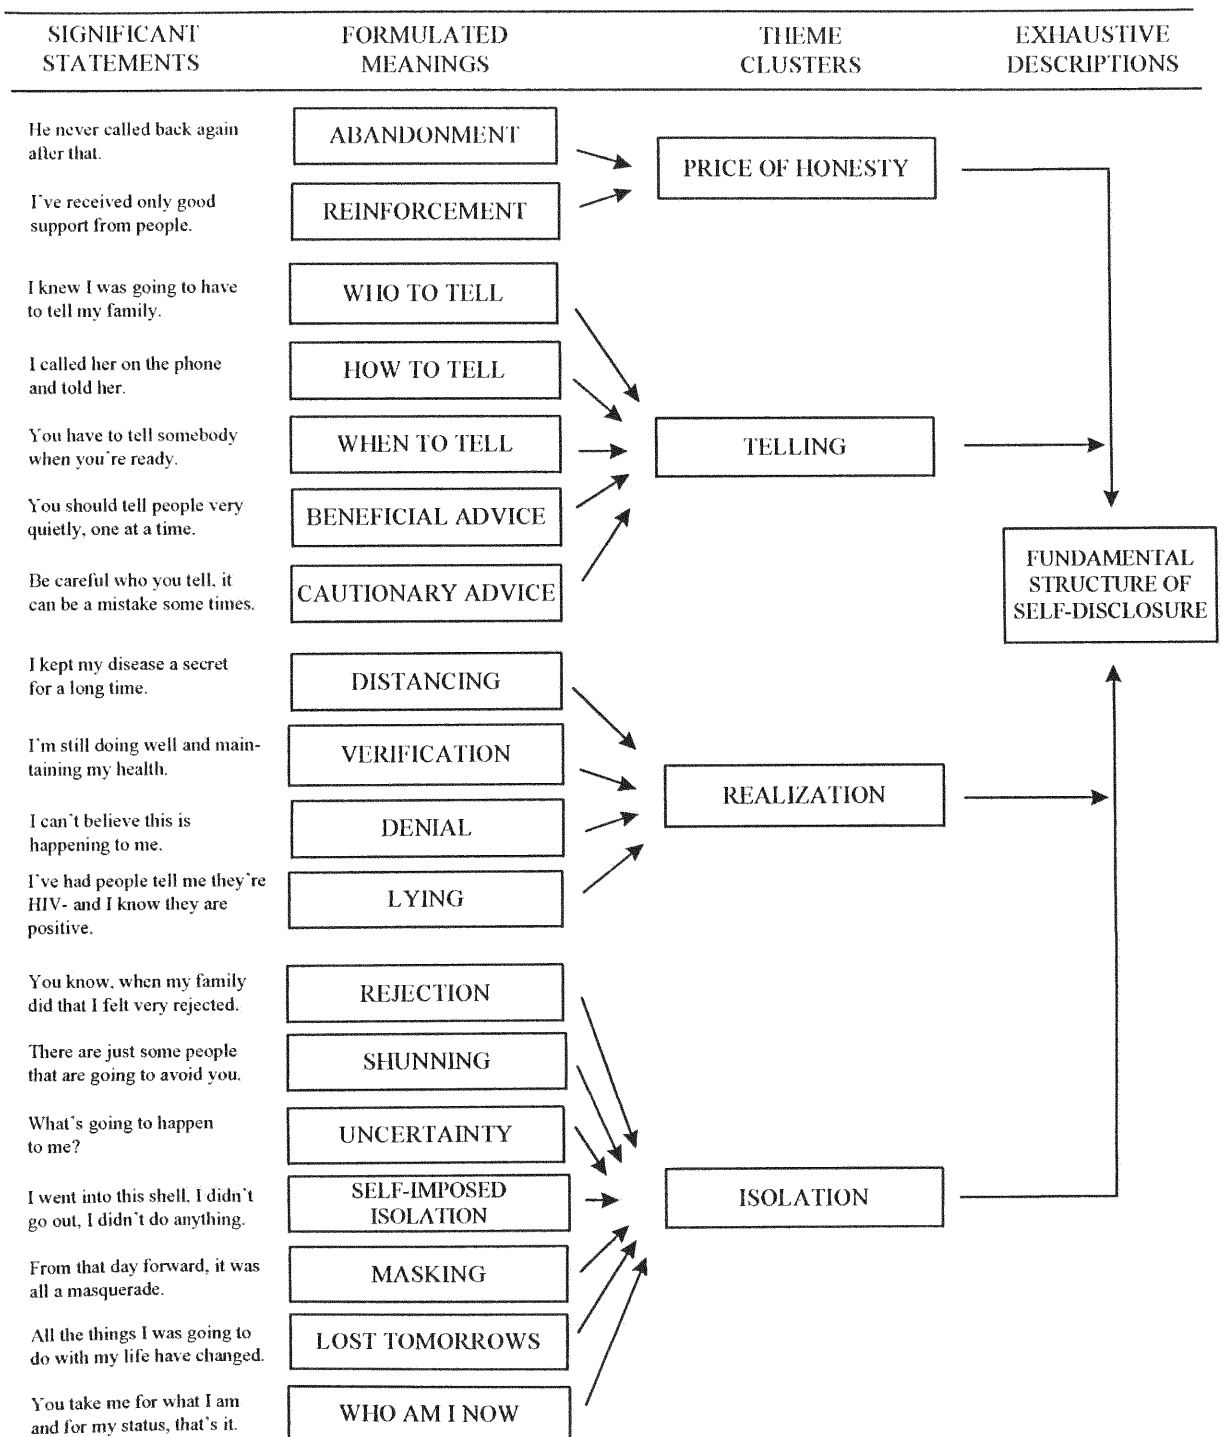 SIGNIFICANT
STATEMENTS
FORMULATED
MEANINGS
THEME
CLUSTERS
EXHAUSTIVE
DESCRIPTIONS
He never called back again
after that.
ABANDONMENT
I've received only good
support from people.
REINFORCEMENT
PRICE OF HONESTY
I knew I was going to have
to tell my family.
WHO TO TELL
I called her on the phone
and told her.
HOW TO TELL
You have to tell somebody
when you're ready.
WHEN TO TELL
You should tell people very
quietly, one at a time.
BENEFICIAL ADVICE
Be careful who you tell, it
can be a mistake some times.
CAUTIONARY ADVICE
TELLING
FUNDAMENTAL
STRUCTURE OF
SELF-DISCLOSURE
I kept my disease a secret
for a long time.
DISTANCING
I'm still doing well and main-
taining my health.
VERIFICATION
I can't believe this is
happening to me.
DENIAL
I've had people tell me they're
HIV- and I know they are
positive.
LYING
REALIZATION
You know, when my family
did that I felt very rejected.
REJECTION
There are just some people
that are going to avoid you.
SHUNNING
What's going to happen
to me?
UNCERTAINTY
I went into this shell, I didn't
go out, I didn't do anything.
SELF-IMPOSED
ISOLATION
From that day forward, it was
all a masquerade.
MASKING
All the things I was going to
do with my life have changed.
LOST TOMORROWS
You take me for what I am
and for my status, that's it.
WHO AM I NOW
ISOLATION